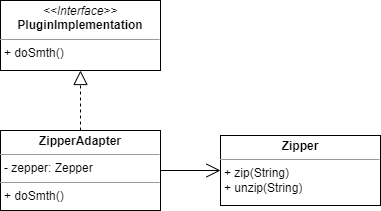 <<Interface>>
PluginImplementation
+ doSmth()
ZipperAdapter
- zepper: Zepper
+ doSmth()
Zipper
+ zip(String)
+ unzip(String)